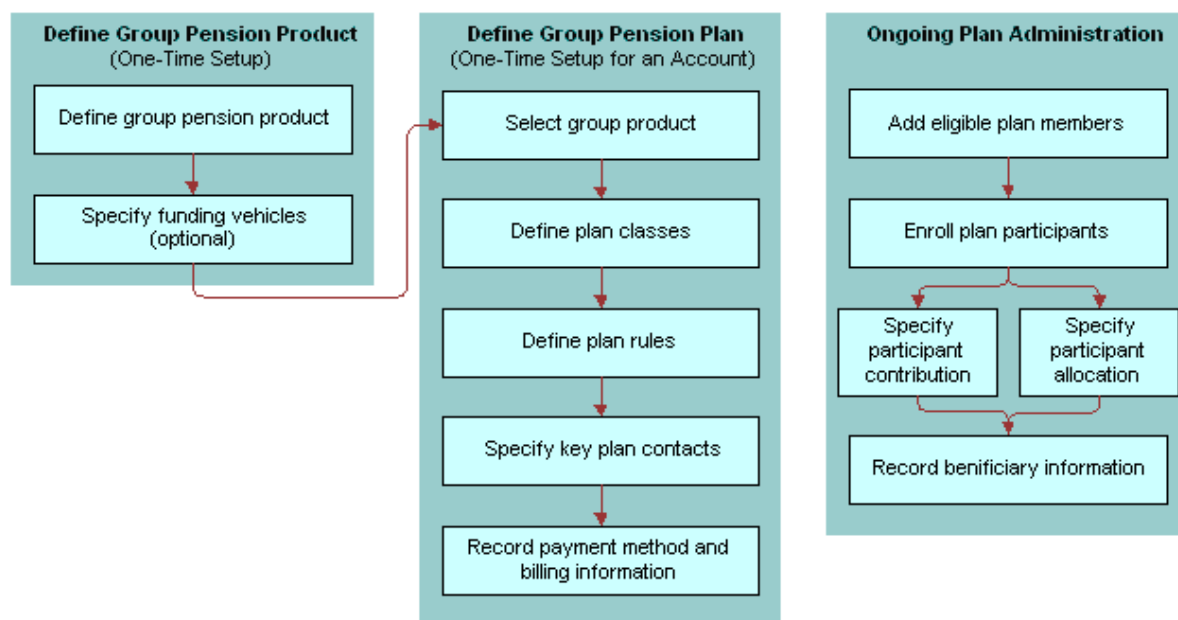 Define Group Pension Product
(One-Time Setup)
Define group pension product
Specify funding vehicles
(optional)
Define Group Pension Plan
(One-Time Setup for an Account)
Select group product
Define plan classes
Define plan rules
Specify key plan contacts
Record payment method and
billing information
Ongoing Plan Administration
Add eligible plan members
Enroll plan participants
Specify
participant
contribution
Specify
participant
allocation
Record benificiary information